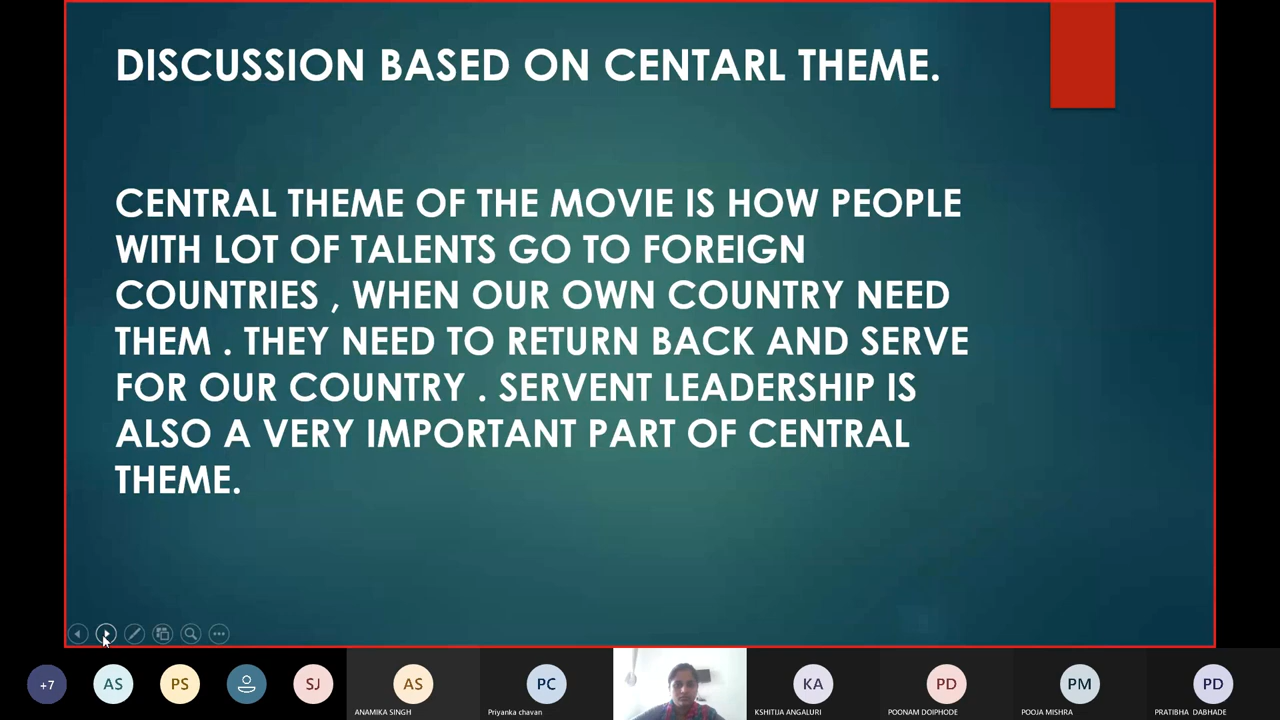 DISCUSSION BASED ON CENTARL THEME.
CENTRAL THEME OF THE MOVIE IS HOW PEOPLE
WITH LOT OF TALENTS GO TO FOREIGN
COUNTRIES , WHEN OUR OWN COUNTRY NEED
THEM . THEY NEED TO RETURN BACK AND SERVE
FOR OUR COUNTRY . SERVENT LEADERSHIP IS
ALSO A VERY IMPORTANT PART OF CENTRAL
THEME.
+7
AS
PS
SJ
AS
ANAMIKA SINGH
PC
Priyanka chavan
KA
KSHITIJA ANGALURI
PD
POONAM DOIPHODE
PM
POOJA MISHRA
PD
PRATIBHA DABHADE